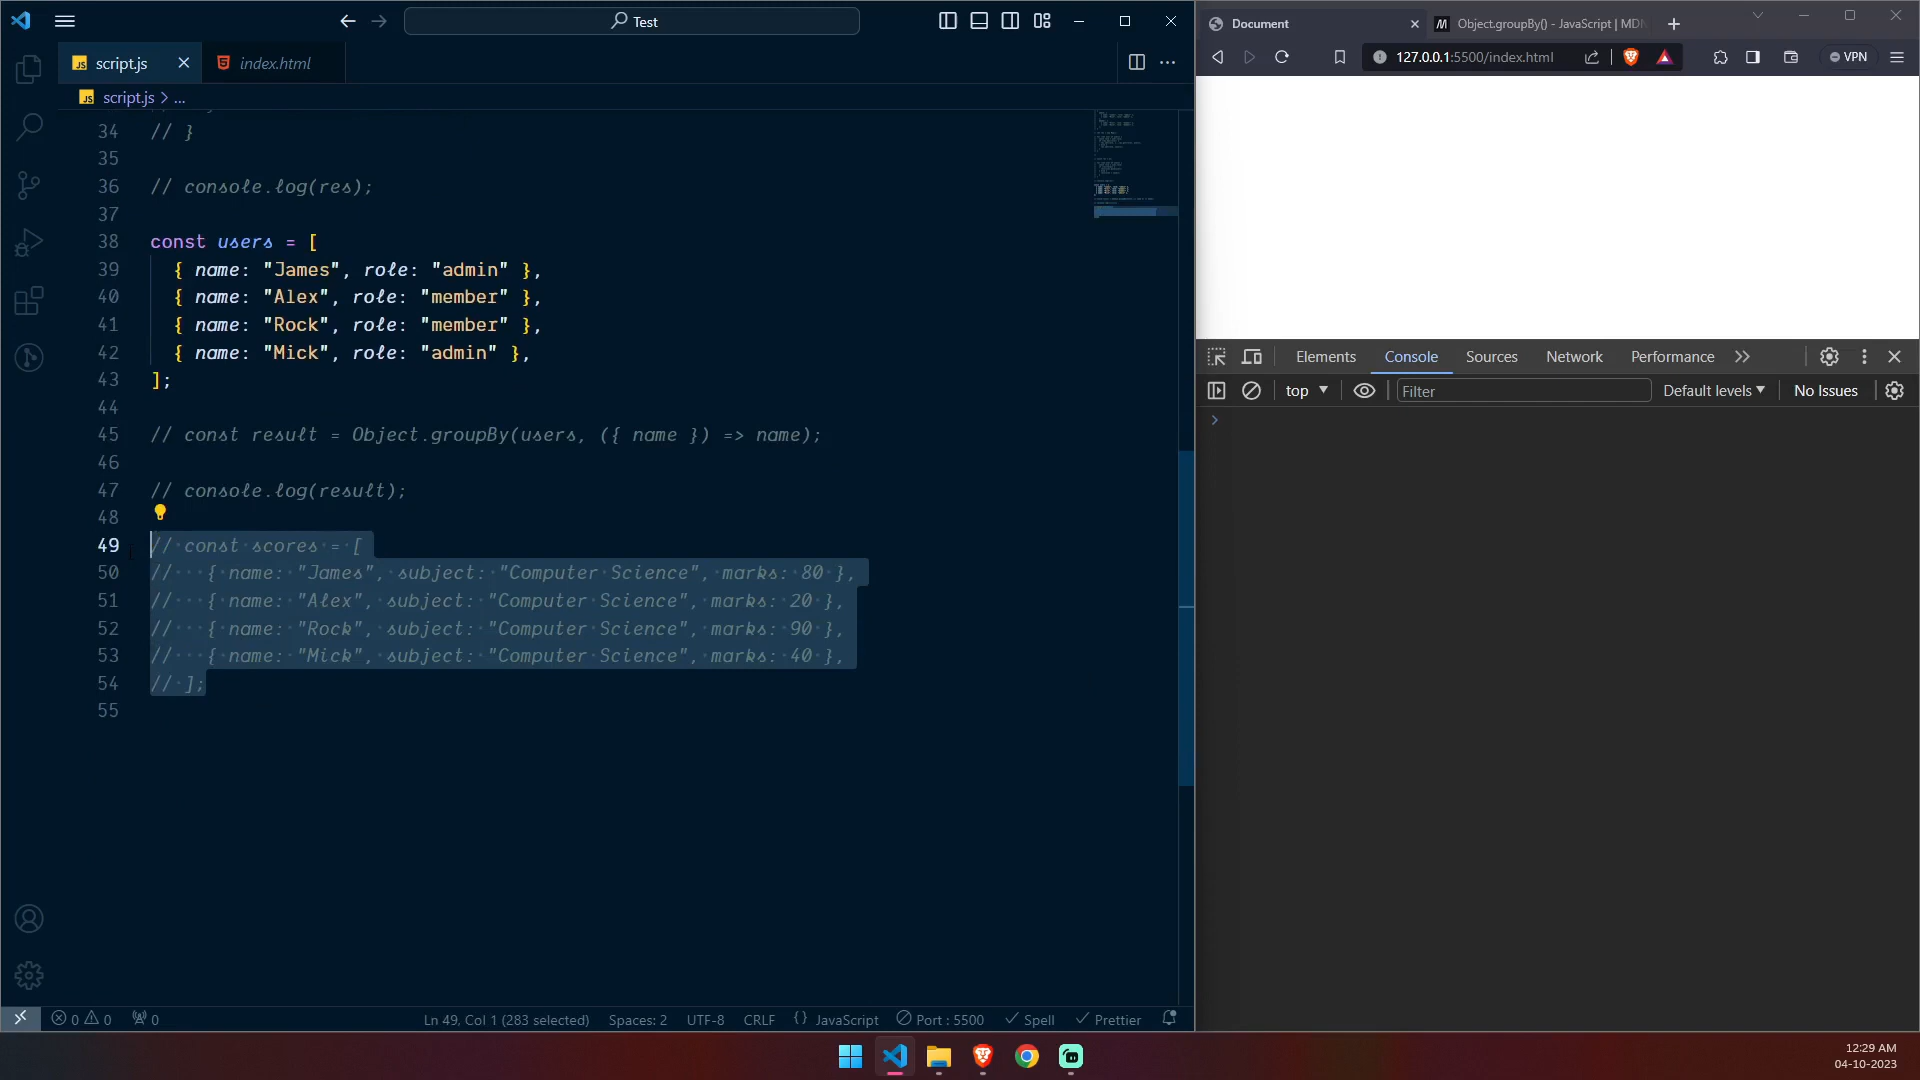 Test
script.js
index.html
script.js > ...
34 // }
35
36 // console.log(res);
37
38 const users = [
39 { name: "James", role: "admin" },
40 { name: "Alex", role: "member" },
41 { name: "Rock", role: "member" },
42 { name: "Mick", role: "admin" },
43 ];
44
45 // const result = Object.groupBy(users, ({ name }) => name);
46
47 // console.log(result);
48
49 // const scores = [
50 // { name: "James", subject: "Computer Science", marks: 80 },
51 // { name: "Alex", subject: "Computer Science", marks: 20 },
52 // { name: "Rock", subject: "Computer Science", marks: 90 },
53 // { name: "Mick", subject: "Computer Science", marks: 40 },
54 // ];
55
0 0 0 Ln 49, Col 1 (283 selected) Spaces: 2 UTF-8 CRLF {} JavaScript Port : 5500 Spell Prettier
Document Object.groupBy() - JavaScript | MDN
127.0.0.1:5500/index.html VPN
Elements Console Sources Network Performance
top Filter Default levels No Issues
12:29 AM
04-10-2023